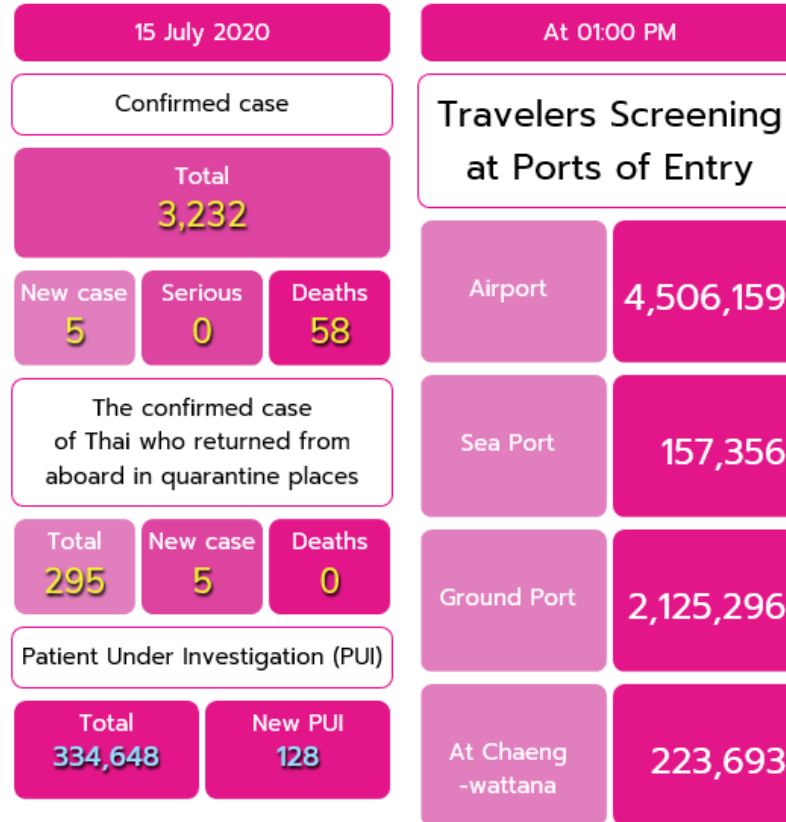 15 July 2020
Confirmed case
Total
3,232
New case
5
Serious
0
Deaths
58
The confirmed case
of Thai who returned from
aboard in quarantine places
Total
295
New case
5
Deaths
0
Patient Under Investigation (PUI)
Total
334,648
New PUI
128
At 01:00 PM
Travelers Screening
at Ports of Entry
Airport
4,506,159
Sea Port
157,356
Ground Port
2,125,296
At Chaeng
-wattana
223,693